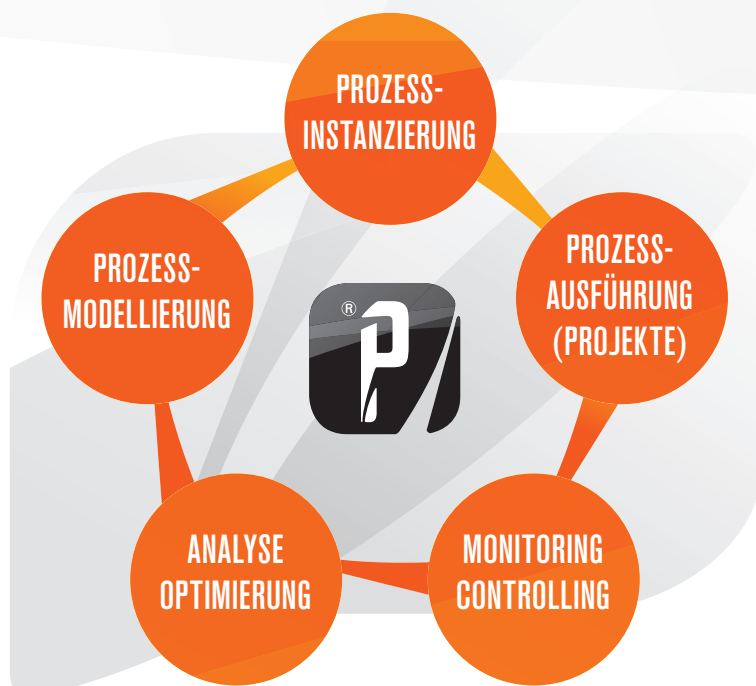 PROZESS-
INSTANZIERUNG
PROZESS-
AUSFÜHRUNG
(PROJEKTE)
MONITORING
CONTROLLING
ANALYSE
OPTIMIERUNG
PROZESS-
MODELLIERUNG
® P